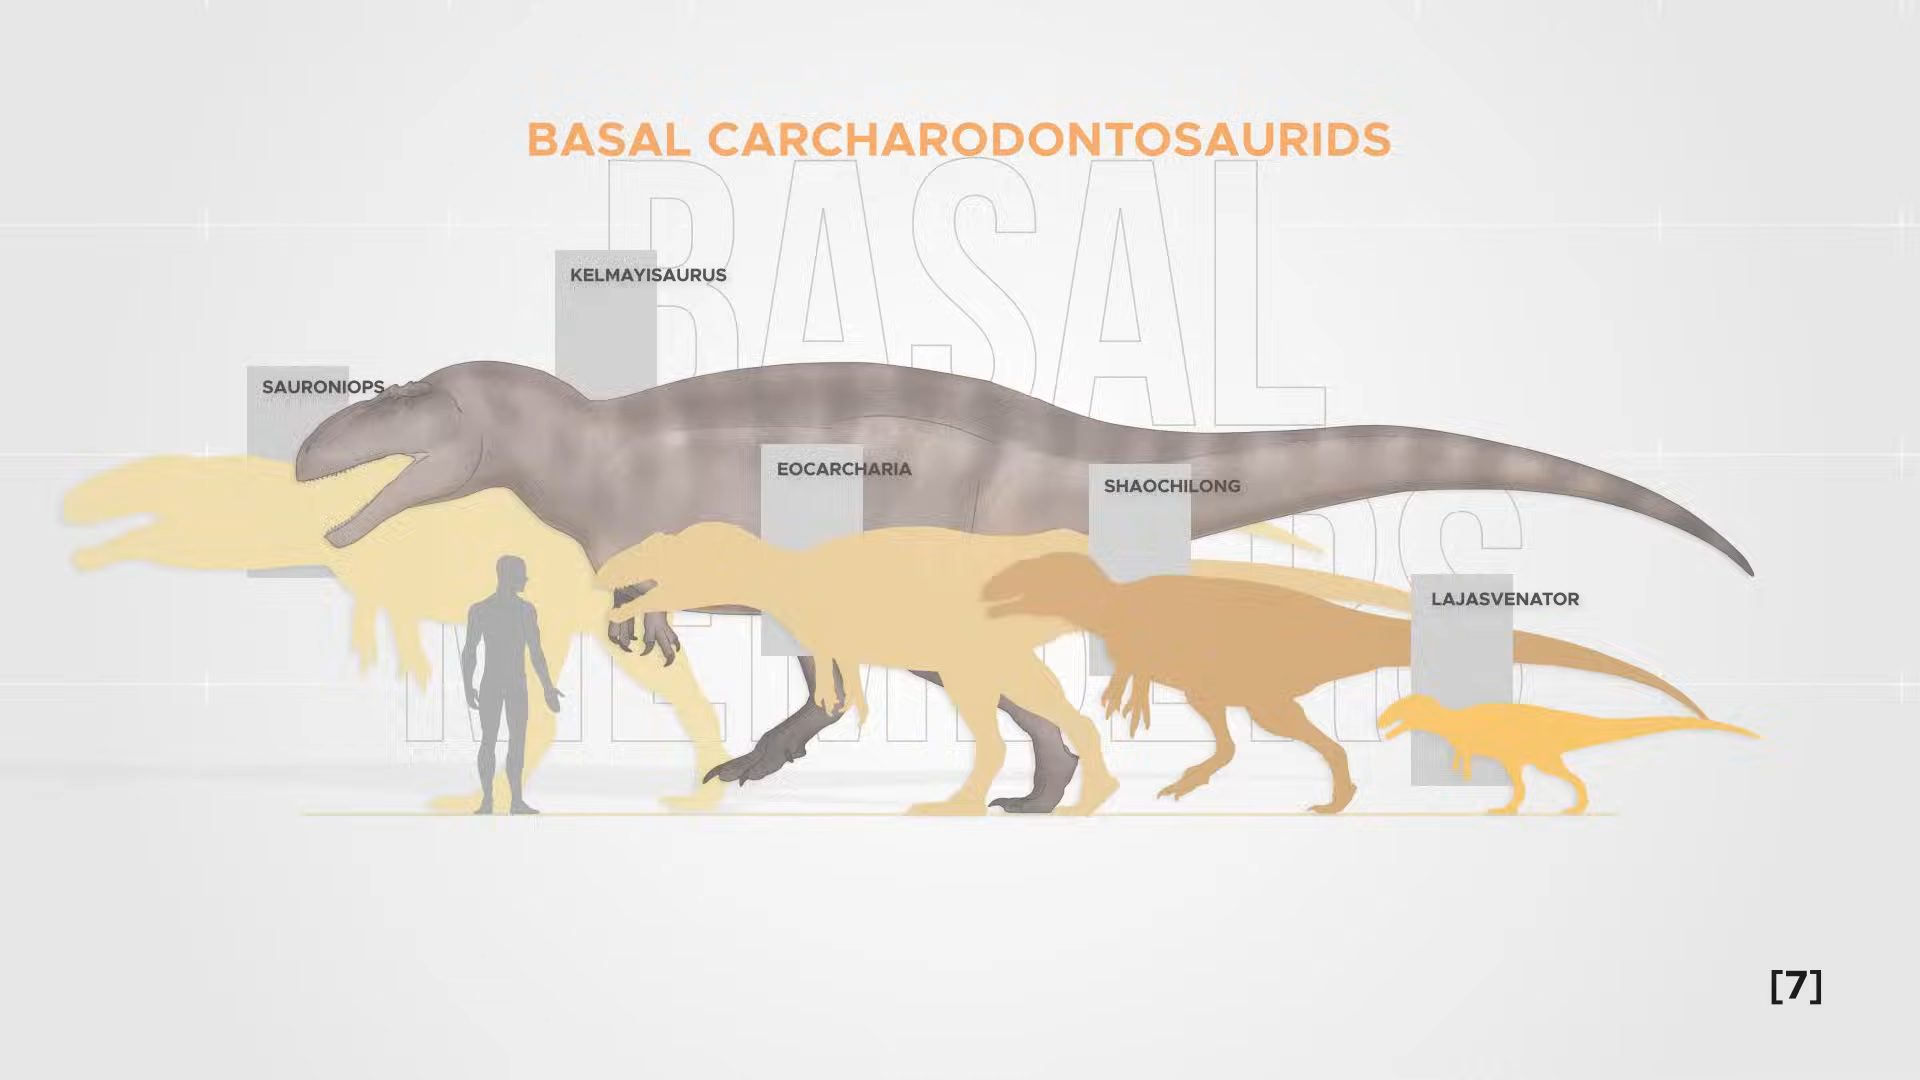 BASAL CARCHARODONTOSAURIDS
BASAL
KELMAYISAURUS
SAURONIOPS
EOCARCHARIA
SHAOCHILONG
LAJASVENATOR
[7]